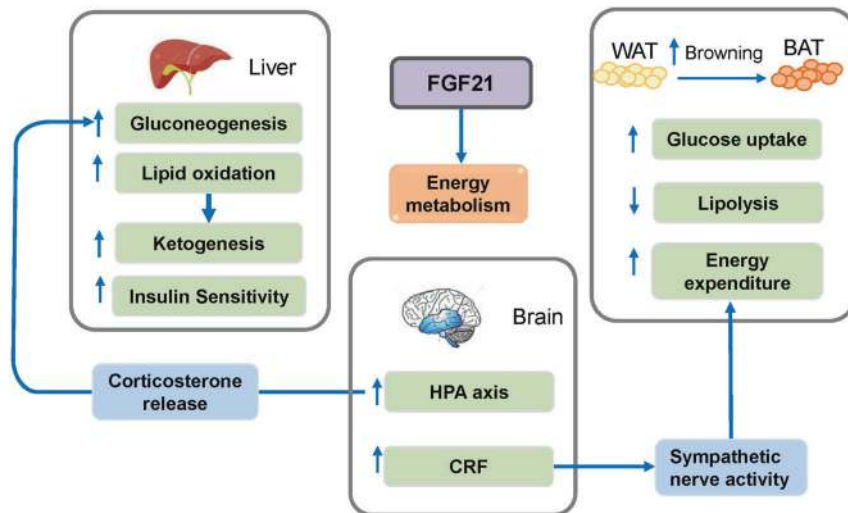 Liver
Gluconeogenesis
Lipid oxidation
Ketogenesis
Insulin Sensitivity
FGF21
Energy
metabolism
WAT
Browning
BAT
Glucose uptake
Lipolysis
Energy
expenditure
Brain
HPA axis
CRF
Corticosterone
release
Sympathetic
nerve activity